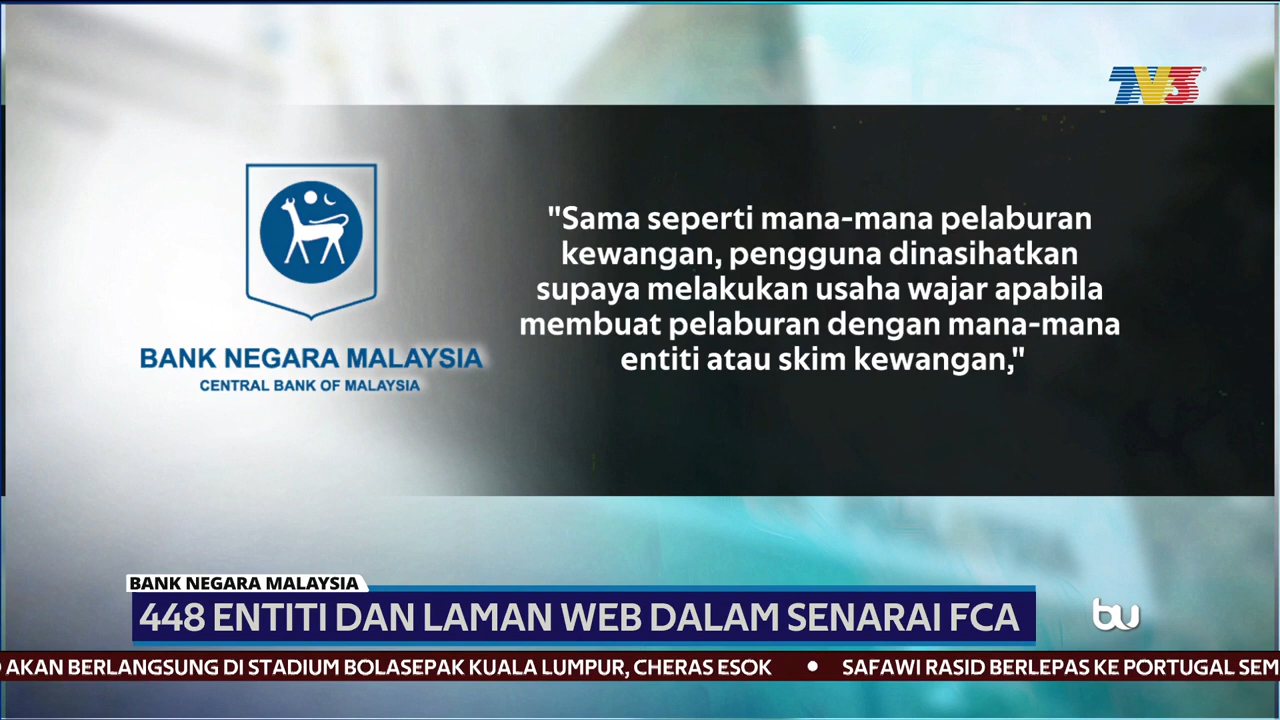 TV3
BANK NEGARA MALAYSIA
CENTRAL BANK OF MALAYSIA
"Sama seperti mana-mana pelaburan
kewangan, pengguna dinasihatkan
supaya melakukan usaha wajar apabila
membuat pelaburan dengan mana-mana
entiti atau skim kewangan,"
BANK NEGARA MALAYSIA
448 ENTITI DAN LAMAN WEB DALAM SENARAI FCA
bu
AKAN BERLANGSUNG DI STADIUM BOLASEPAK KUALA LUMPUR, CHERAS ESOK • SAFAWI RASID BERLEPAS KE PORTUGAL SEM